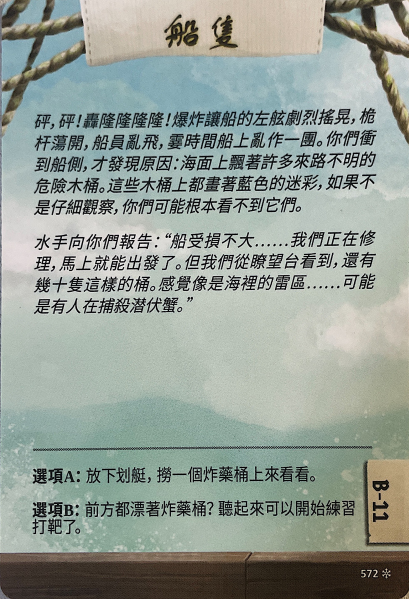 船隻
砰，砰！轟隆隆隆隆！爆炸讓船的左舷劇烈搖晃，桅
杆蕩開，船員亂飛，霎時間船上亂作一團。你們衝
到船側，才發現原因：海面上飄著許多來路不明的
危險木桶。這些木桶上都畫著藍色的迷彩，如果不
是仔細觀察，你們可能根本看不到它們。
水手向你們報告：“船受損不大……我們正在修
理，馬上就能出發了。但我們從瞭望台看到，還有
幾十隻這樣的桶。感覺像是海裡的雷區……可能
是有人在捕殺潛伏蟹。”
選項A：放下划艇，撈一個炸藥桶上來看看。
選項B：前方都漂著炸藥桶？聽起來可以開始練習
打靶了。
B-11
572